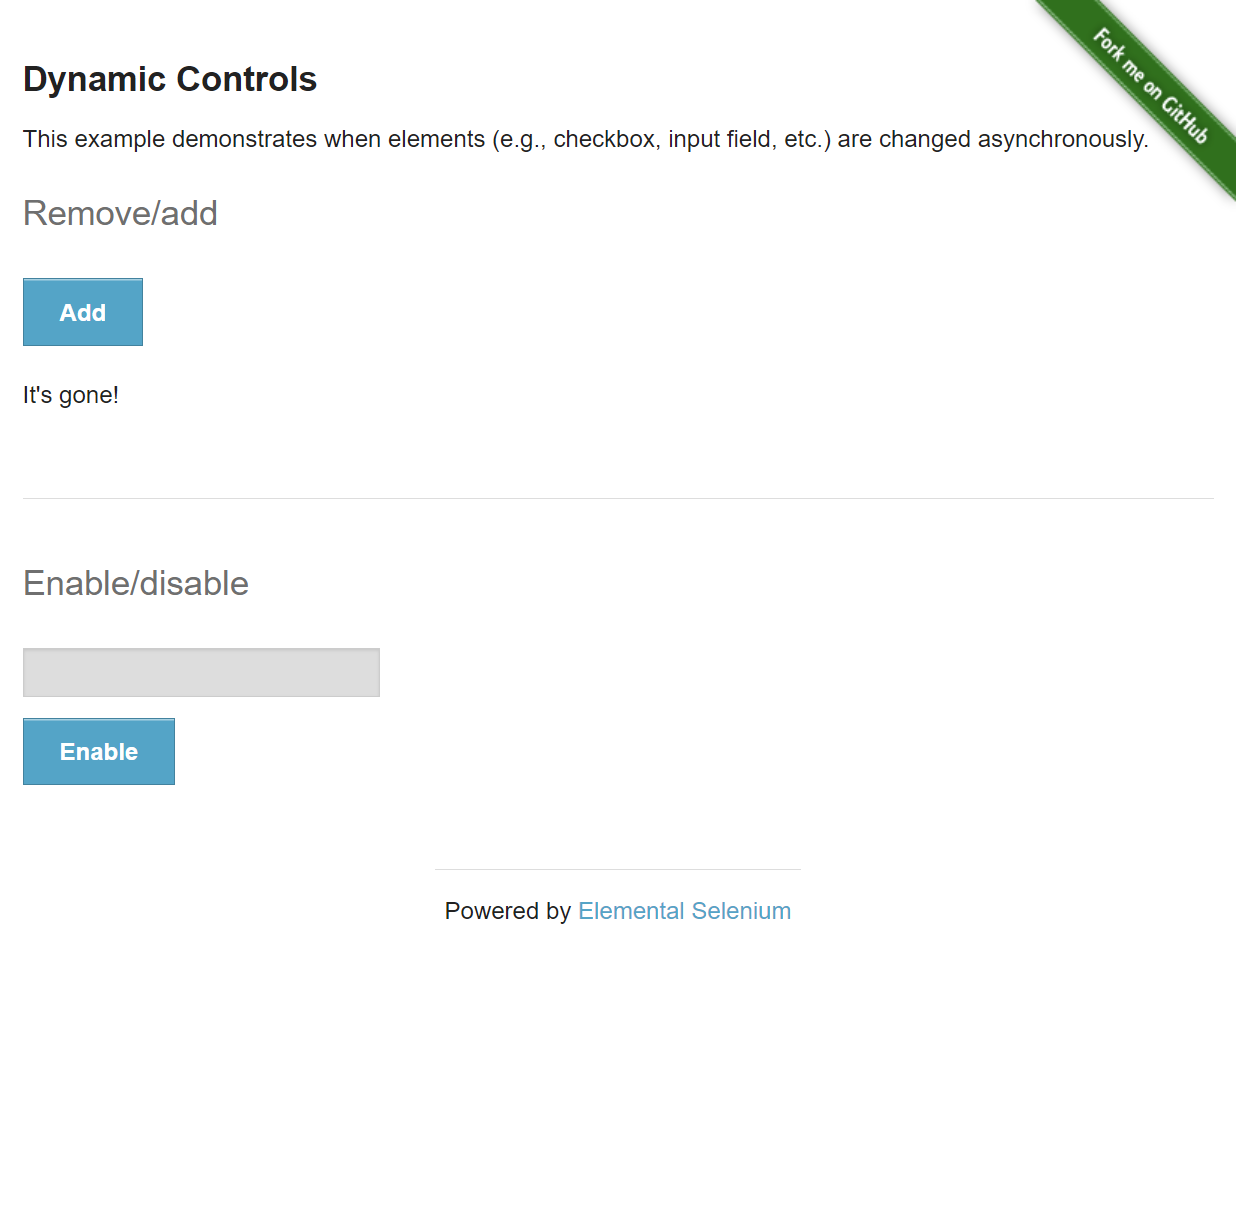 Fork me on GitHub
Dynamic Controls
This example demonstrates when elements (e.g., checkbox, input field, etc.) are changed asynchronously.
Remove/add
Add
It's gone!
Enable/disable
Enable
Powered by Elemental Selenium